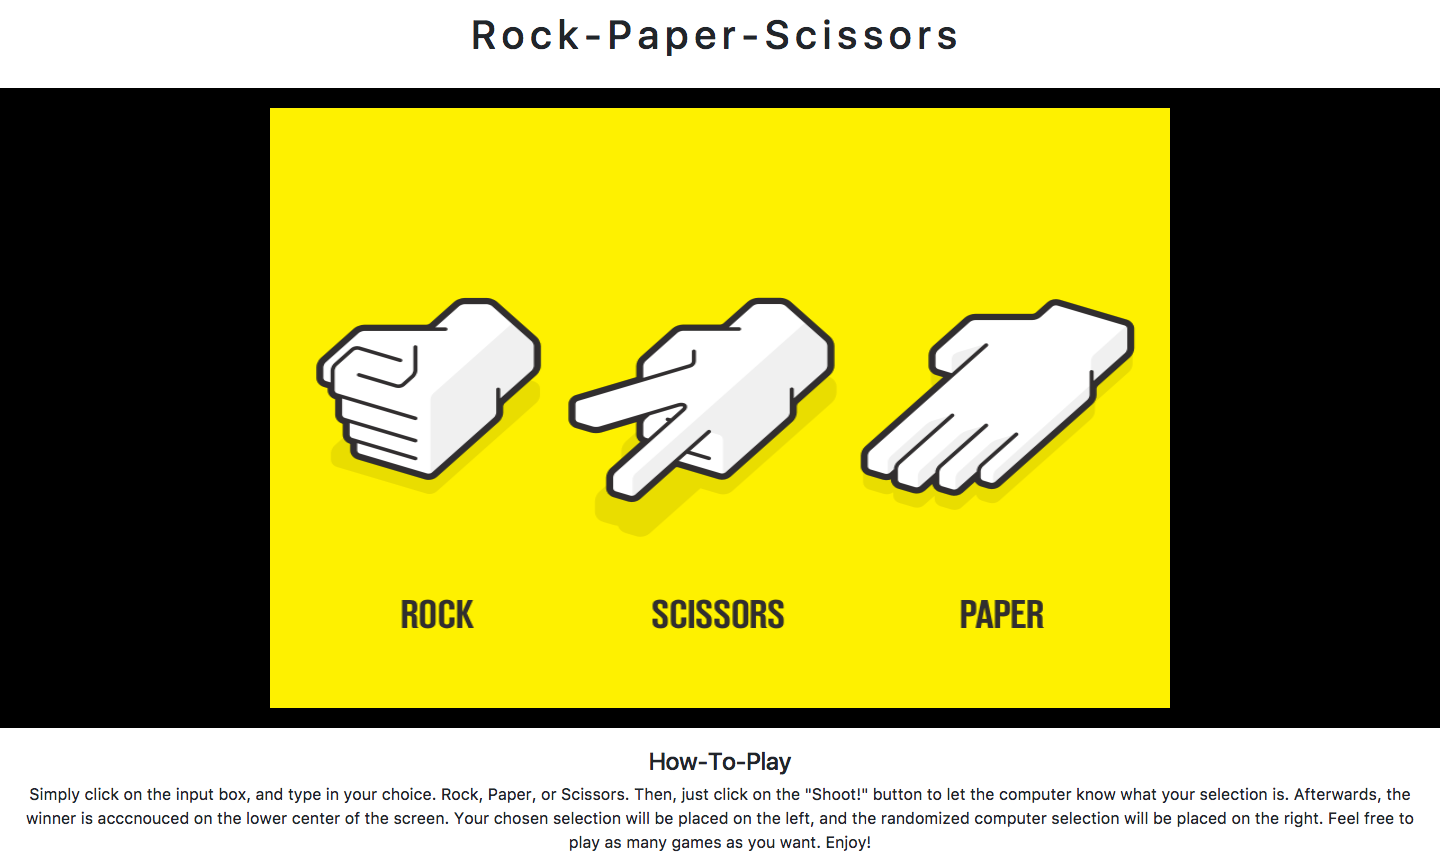 Rock-Paper-Scissors
ROCK
SCISSORS
PAPER
How-To-Play
Simply click on the input box, and type in your choice. Rock, Paper, or Scissors. Then, just click on the "Shoot!" button to let the computer know what your selection is. Afterwards, the
winner is acccnouced on the lower center of the screen. Your chosen selection will be placed on the left, and the randomized computer selection will be placed on the right. Feel free to
play as many games as you want. Enjoy!